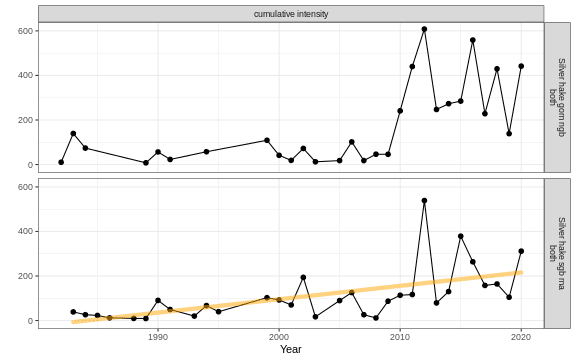 cumulative intensity
600
400
200
0
Silver hake gom ngb
both
600
400
200
0
Silver hake sgb ma
both
1990
2000
2010
2020
Year